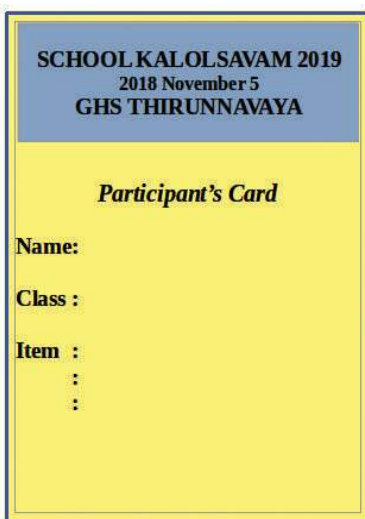 SCHOOL KALOLSAVAM 2019
2018 November 5
GHS THIRUNNAVAYA
Participant’s Card
Name:
Class :
Item :
:
: